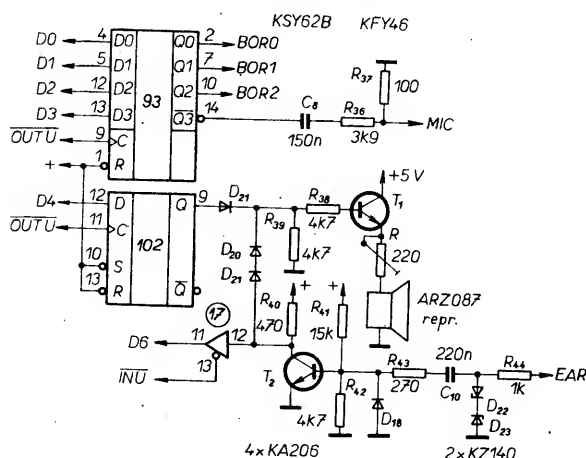 KSY62B KFY46
D0 4 D0 Q0 2 BOR0
D1 5 D1 Q1 7 BOR1
D2 12 D2 93 Q2 10 BOR2
D3 13 D3 Q3 14
OUTU 9 C
+ 1 R
C8
150n
R36
3k9
R37
100
MIC
D4 12 D Q 9
OUTU 11 C
102
10 S
13 R Q
D21
R38
4k7
R39
4k7
T1
+5 V
R
220
ARZ087
repr.
D20
D21
17
D6 11 12
INU 13
R40
470
+
R41
15k
+
T2
R42
4k7
D18
R43
270
220n
C10
R44
1k
EAR
D22
D23
4xKA206
2xKZ140